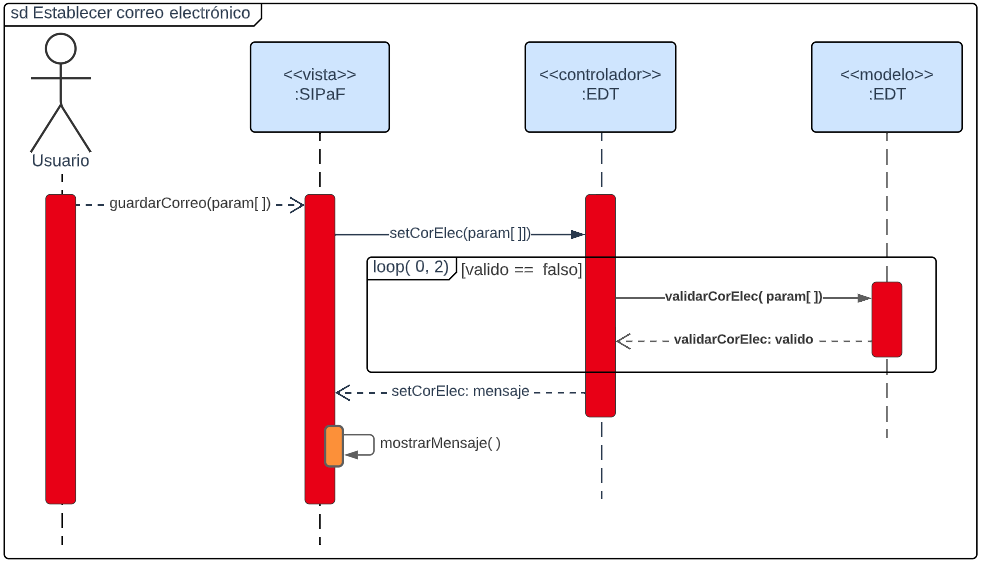 sd Establecer correo electrónico
Usuario
<<vista>>
:SIPaF
<<controlador>>
:EDT
<<modelo>>
:EDT
guardarCorreo(param[ ])
setCorElec(param[ ]])
loop( 0, 2)
[valido == falso]
validarCorElec( param[ ])
validarCorElec: valido
setCorElec: mensaje
mostrarMensaje( )